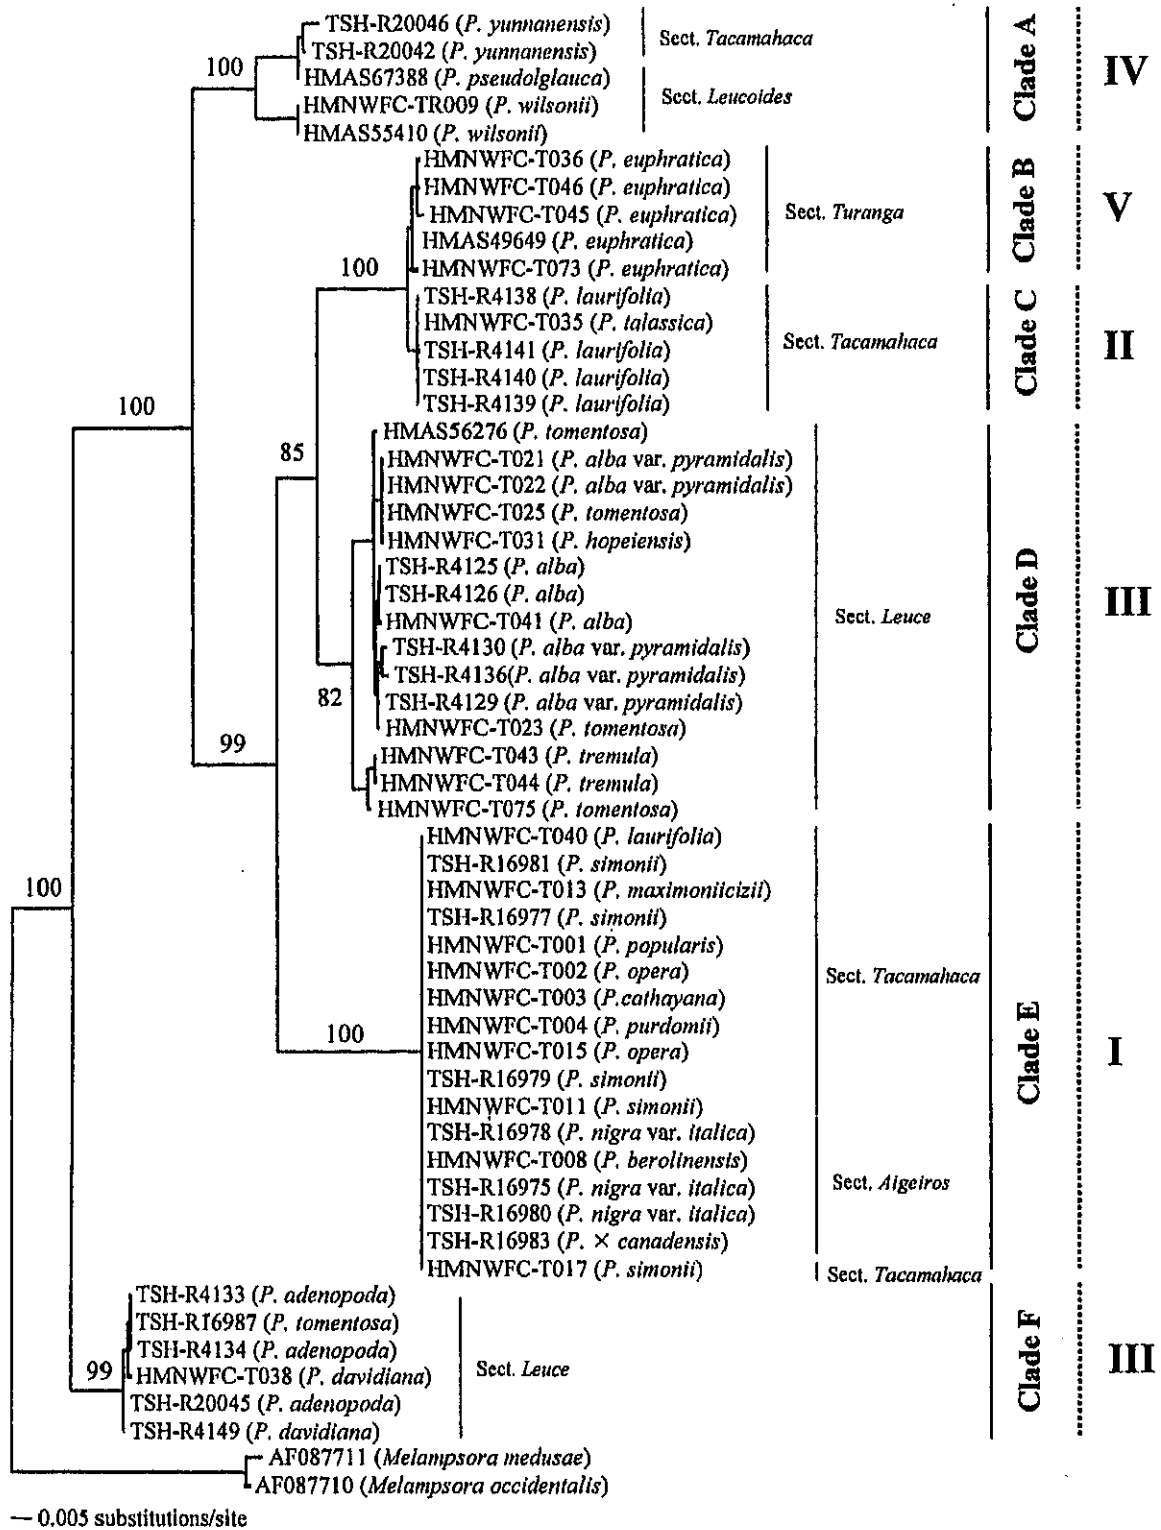 TSH-R20046 (P. yunnanensis)
TSH-R20042 (P. yunnanensis)
Sect. Tacamahaca
100
HMAS67388 (P. pseudolglauca)
HMNWFC-TR009 (P. wilsonii)
HMAS55410 (P. wilsonii)
Sect. Leucoides
Clade A
IV
HMNWFC-T036 (P. euphratica)
HMNWFC-T046 (P. euphratica)
HMNWFC-T045 (P. euphratica)
HMAS49649 (P. euphratica)
HMNWFC-T073 (P. euphratica)
Sect. Turanga
Clade B
V
100
TSH-R4138 (P. laurifolia)
HMNWFC-T035 (P. talassica)
TSH-R4141 (P. laurifolia)
TSH-R4140 (P. laurifolia)
TSH-R4139 (P. laurifolia)
Sect. Tacamahaca
Clade C
II
100
85
HMAS56276 (P. tomentosa)
HMNWFC-T021 (P. alba var. pyramidalis)
HMNWFC-T022 (P. alba var. pyramidalis)
HMNWFC-T025 (P. tomentosa)
HMNWFC-T031 (P. hopeiensis)
TSH-R4125 (P. alba)
TSH-R4126 (P. alba)
HMNWFC-T041 (P. alba)
TSH-R4130 (P. alba var. pyramidalis)
TSH-R4136(P. alba var. pyramidalis)
TSH-R4129 (P. alba var. pyramidalis)
HMNWFC-T023 (P. tomentosa)
HMNWFC-T043 (P. tremula)
HMNWFC-T044 (P. tremula)
HMNWFC-T075 (P. tomentosa)
Sect. Leuce
Clade D
III
82
99
HMNWFC-T040 (P. laurifolia)
TSH-R16981 (P. simonii)
HMNWFC-T013 (P. maximoniicizii)
TSH-R16977 (P. simonii)
HMNWFC-T001 (P. popularis)
HMNWFC-T002 (P. opera)
HMNWFC-T003 (P.cathayana)
HMNWFC-T004 (P. purdomii)
HMNWFC-T015 (P. opera)
TSH-R16979 (P. simonii)
HMNWFC-T011 (P. simonii)
Sect. Tacamahaca
TSH-R16978 (P. nigra var. italica)
HMNWFC-T008 (P. berolinensis)
TSH-R16975 (P. nigra var. italica)
TSH-R16980 (P. nigra var. italica)
TSH-R16983 (P. × canadensis)
Sect. Aigeiros
HMNWFC-T017 (P. simonii)
Sect. Tacamahaca
Clade E
I
100
100
TSH-R4133 (P. adenopoda)
TSH-R16987 (P. tomentosa)
TSH-R4134 (P. adenopoda)
HMNWFC-T038 (P. davidiana)
TSH-R20045 (P. adenopoda)
TSH-R4149 (P. davidiana)
Sect. Leuce
Clade F
III
99
AF087711 (Melampsora medusae)
AF087710 (Melampsora occidentalis)
0.005 substitutions/site